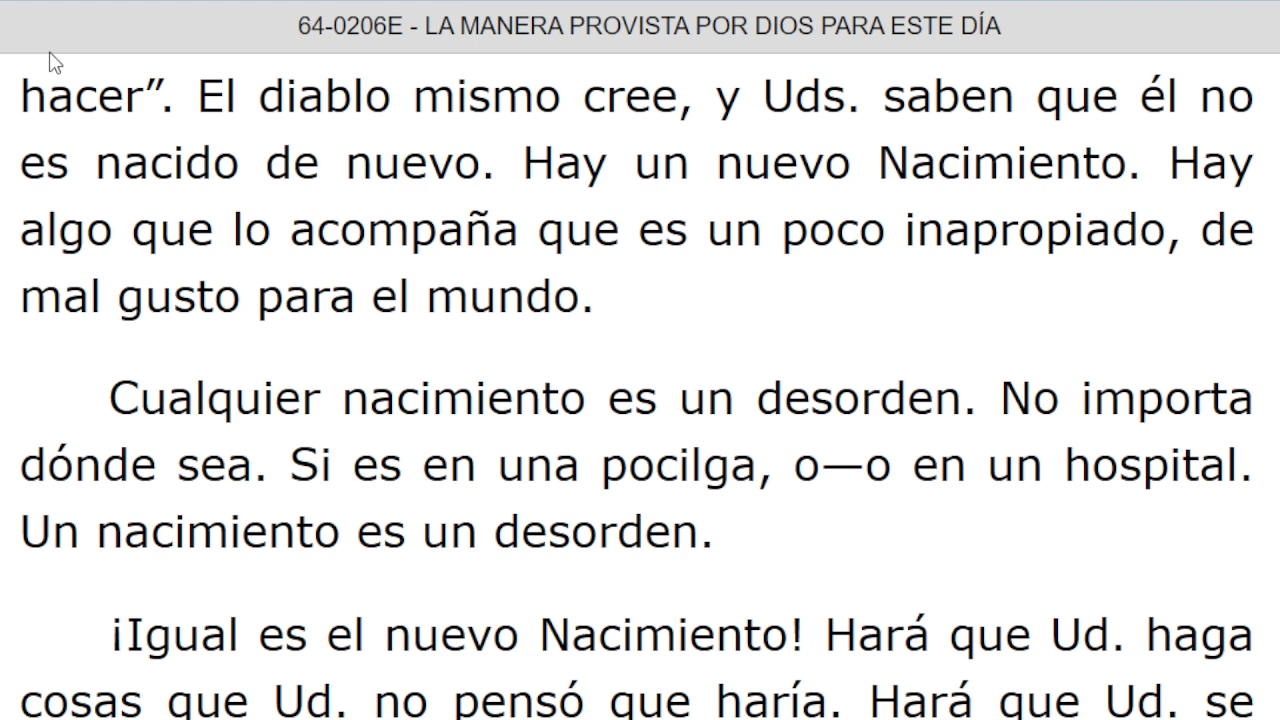 64-0206E - LA MANERA PROVISTA POR DIOS PARA ESTE DÍA
hacer”. El diablo mismo cree, y Uds. saben que él no
es nacido de nuevo. Hay un nuevo Nacimiento. Hay
algo que lo acompaña que es un poco inapropiado, de
mal gusto para el mundo.
Cualquier nacimiento es un desorden. No importa
dónde sea. Si es en una pocilga, o—o en un hospital.
Un nacimiento es un desorden.
¡Igual es el nuevo Nacimiento! Hará que Ud. haga
cosas que Ud. no pensó que haría. Hará que Ud. se